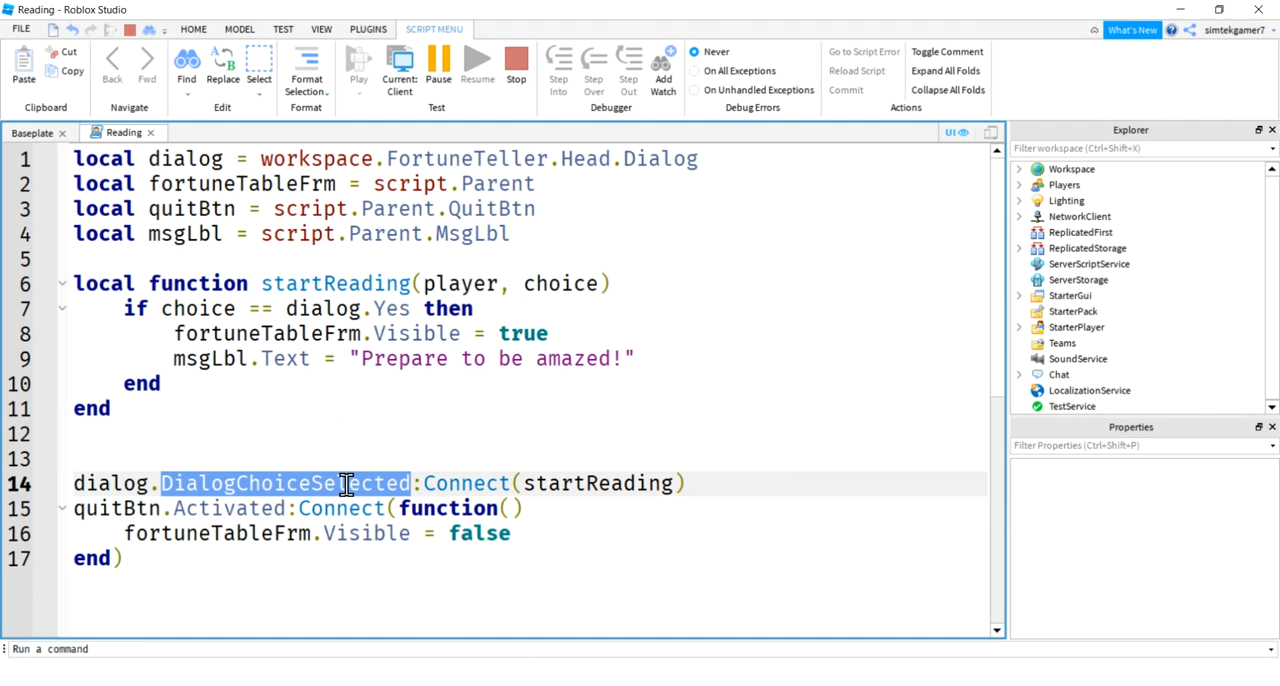 Reading - Roblox Studio
FILE HOME MODEL TEST VIEW PLUGINS SCRIPT MENU What's New simtekgamer7
Paste Cut Copy Back Fwd Find Replace Select Format Selection Play Current: Client Pause Resume Stop Step Into Step Over Step Out Add Watch Never On All Exceptions On Unhandled Exceptions Go to Script Error Reload Script Commit Toggle Comment Expand All Folds Collapse All Folds
Clipboard Navigate Edit Format Test Debugger Debug Errors Actions
Baseplate Reading UI
1 local dialog = workspace.FortuneTeller.Head.Dialog
2 local fortuneTableFrm = script.Parent
3 local quitBtn = script.Parent.QuitBtn
4 local msgLbl = script.Parent.MsgLbl
5
6 local function startReading(player, choice)
7 if choice == dialog.Yes then
8 fortuneTableFrm.Visible = true
9 msgLbl.Text = "Prepare to be amazed!"
10 end
11 end
12
13
14 dialog.DialogChoiceSelected:Connect(startReading)
15 quitBtn.Activated:Connect(function()
16 fortuneTableFrm.Visible = false
17 end)
Explorer
Filter workspace (Ctrl+Shift+X)
Workspace
Players
Lighting
NetworkClient
ReplicatedFirst
ReplicatedStorage
ServerScriptService
ServerStorage
StarterGui
StarterPack
StarterPlayer
Teams
SoundService
Chat
LocalizationService
TestService
Properties
Filter Properties (Ctrl+Shift+P)
Run a command